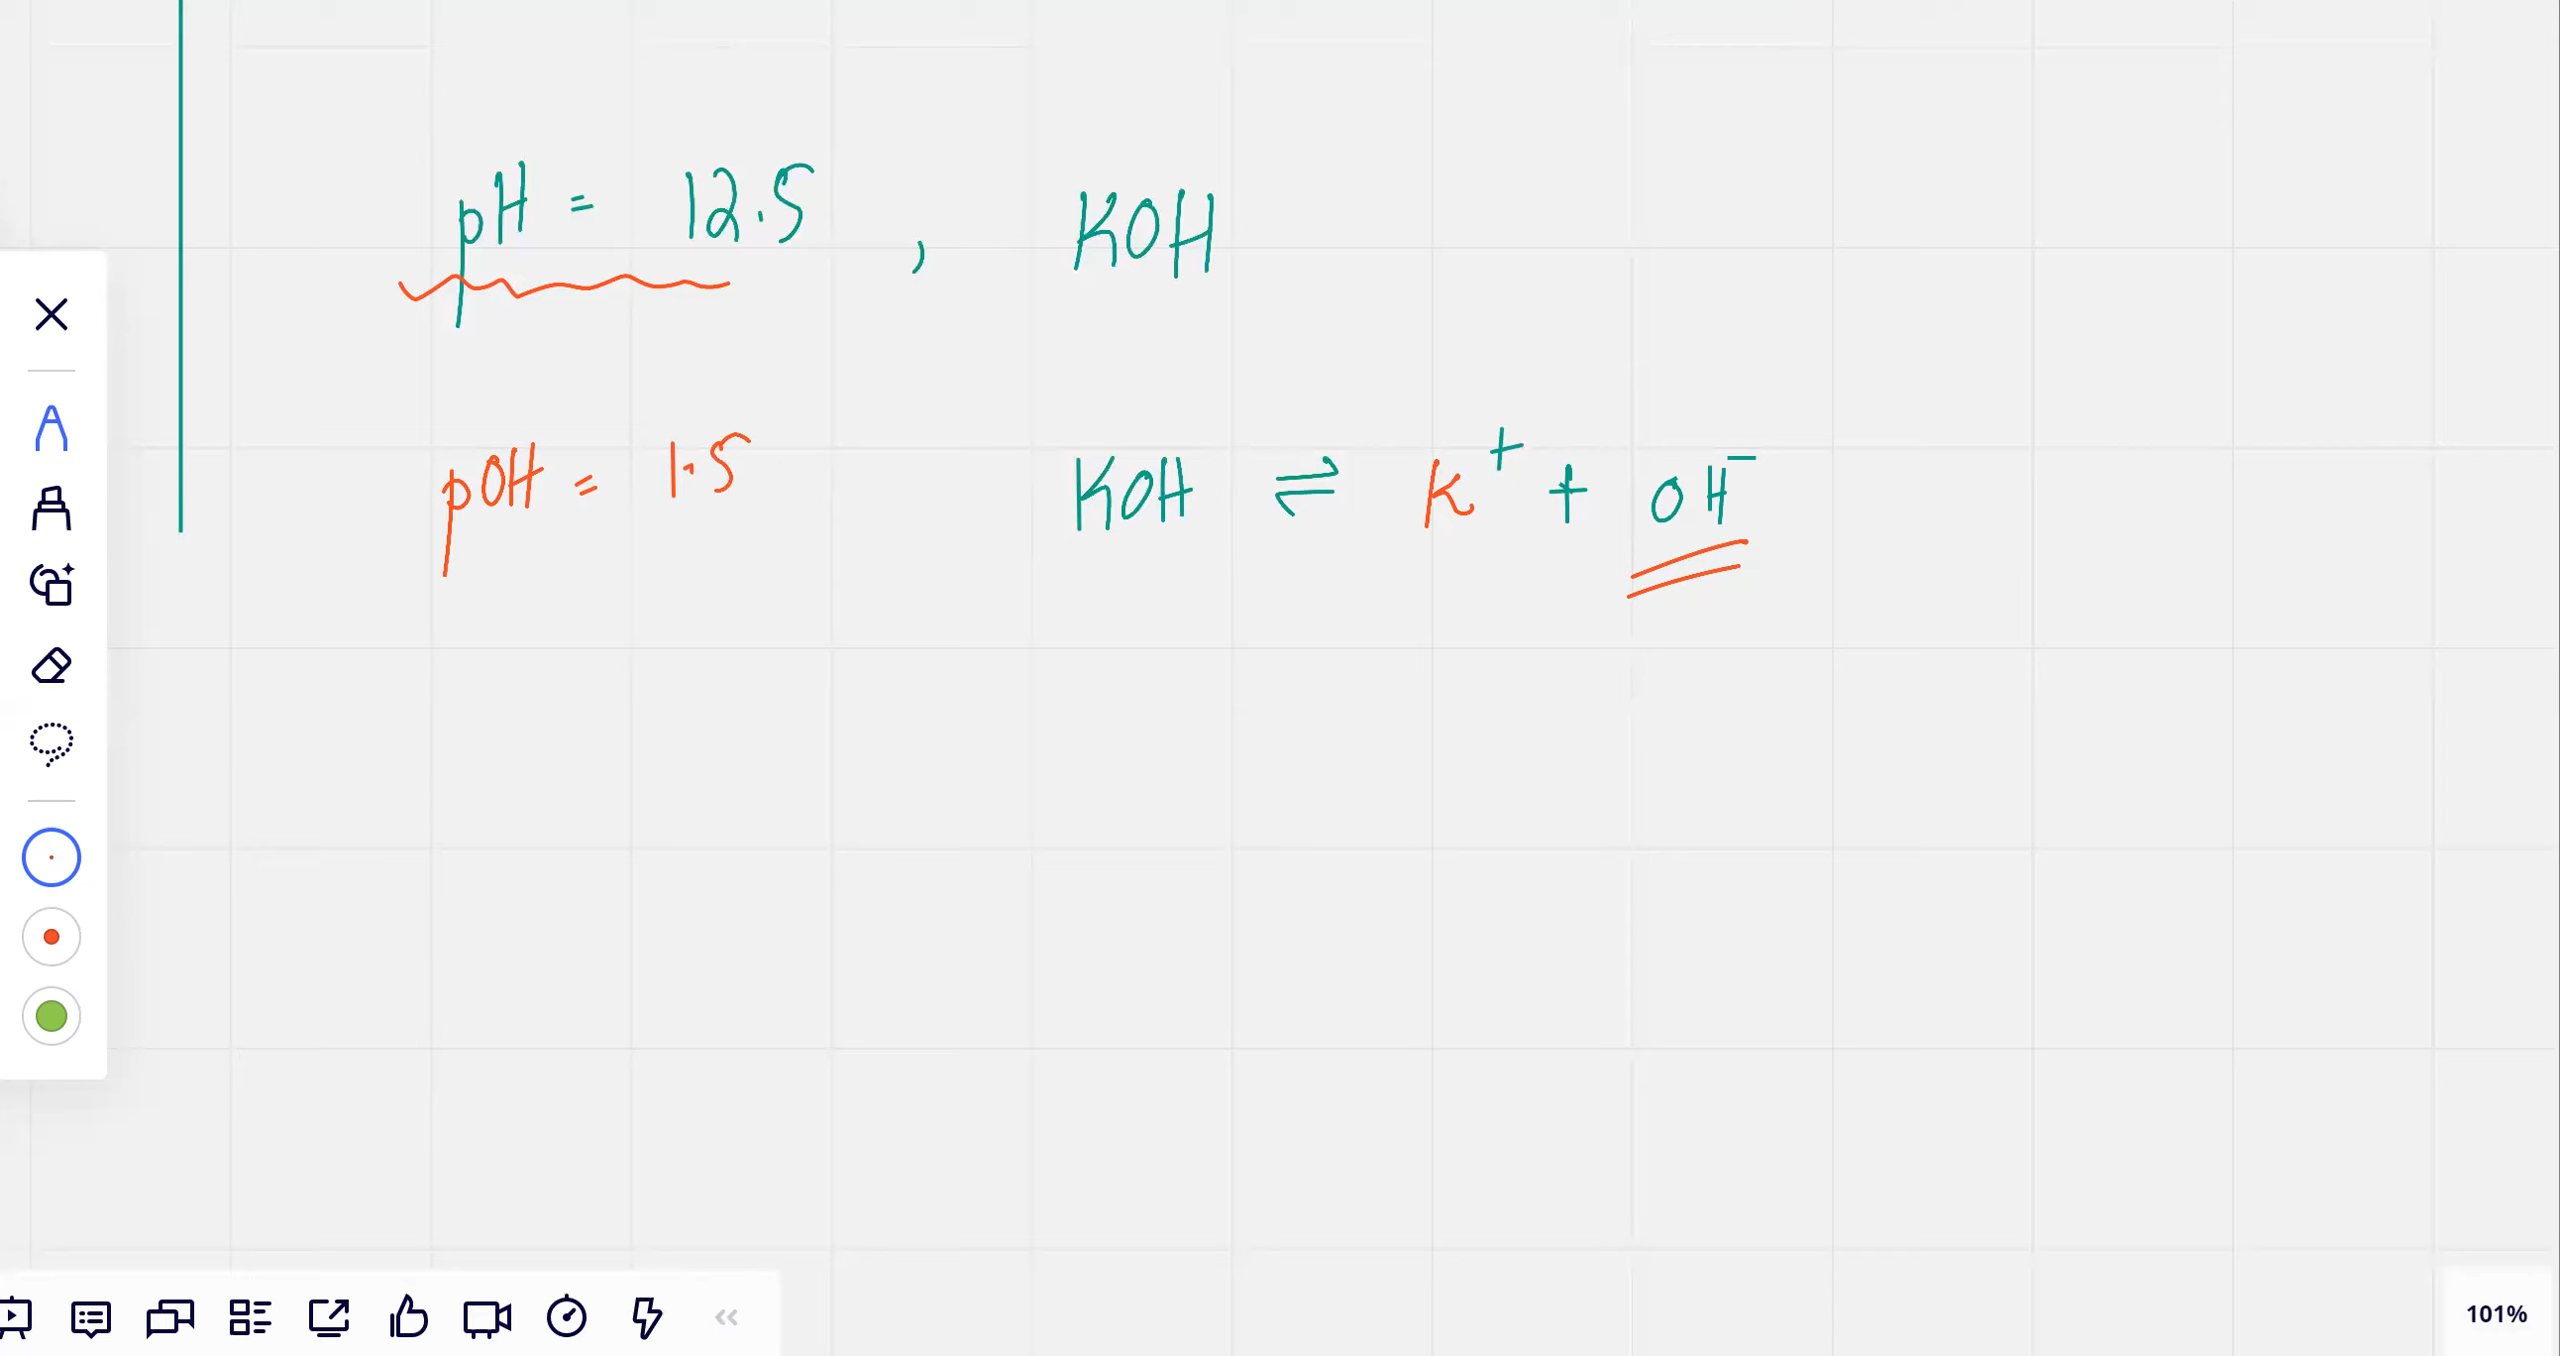 pH = 12.5 , KOH
pOH = 1.5 KOH ⇌ K⁺ + OH⁻
101%